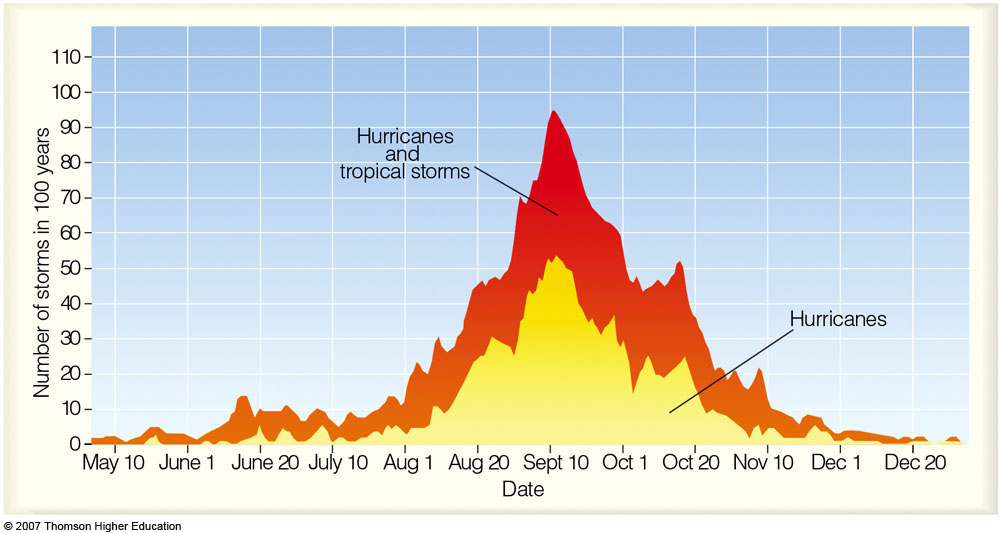 Number of storms in 100 years
110
100
90
80
70
60
50
40
30
20
10
0
Hurricanes
and
tropical storms
Hurricanes
May 10 June 1 June 20 July 10 Aug 1 Aug 20 Sept 10 Oct 1 Oct 20 Nov 10 Dec 1 Dec 20
Date
© 2007 Thomson Higher Education